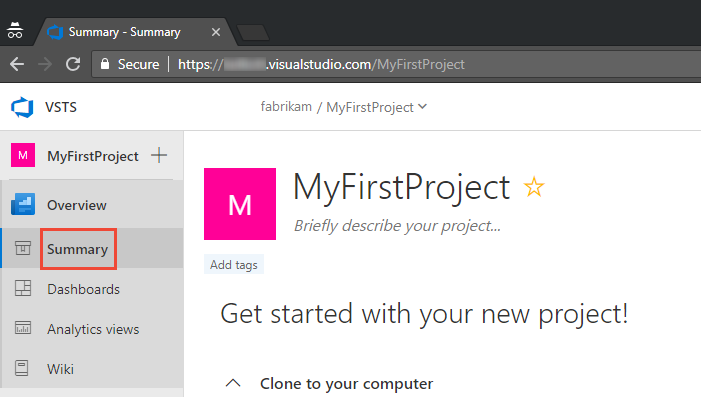 Summary - Summary
Secure https:// .visualstudio.com/MyFirstProject
VSTS fabrikam / MyFirstProject
M MyFirstProject
Overview
Summary
Dashboards
Analytics views
Wiki
M
MyFirstProject
Briefly describe your project...
Add tags
Get started with your new project!
Clone to your computer